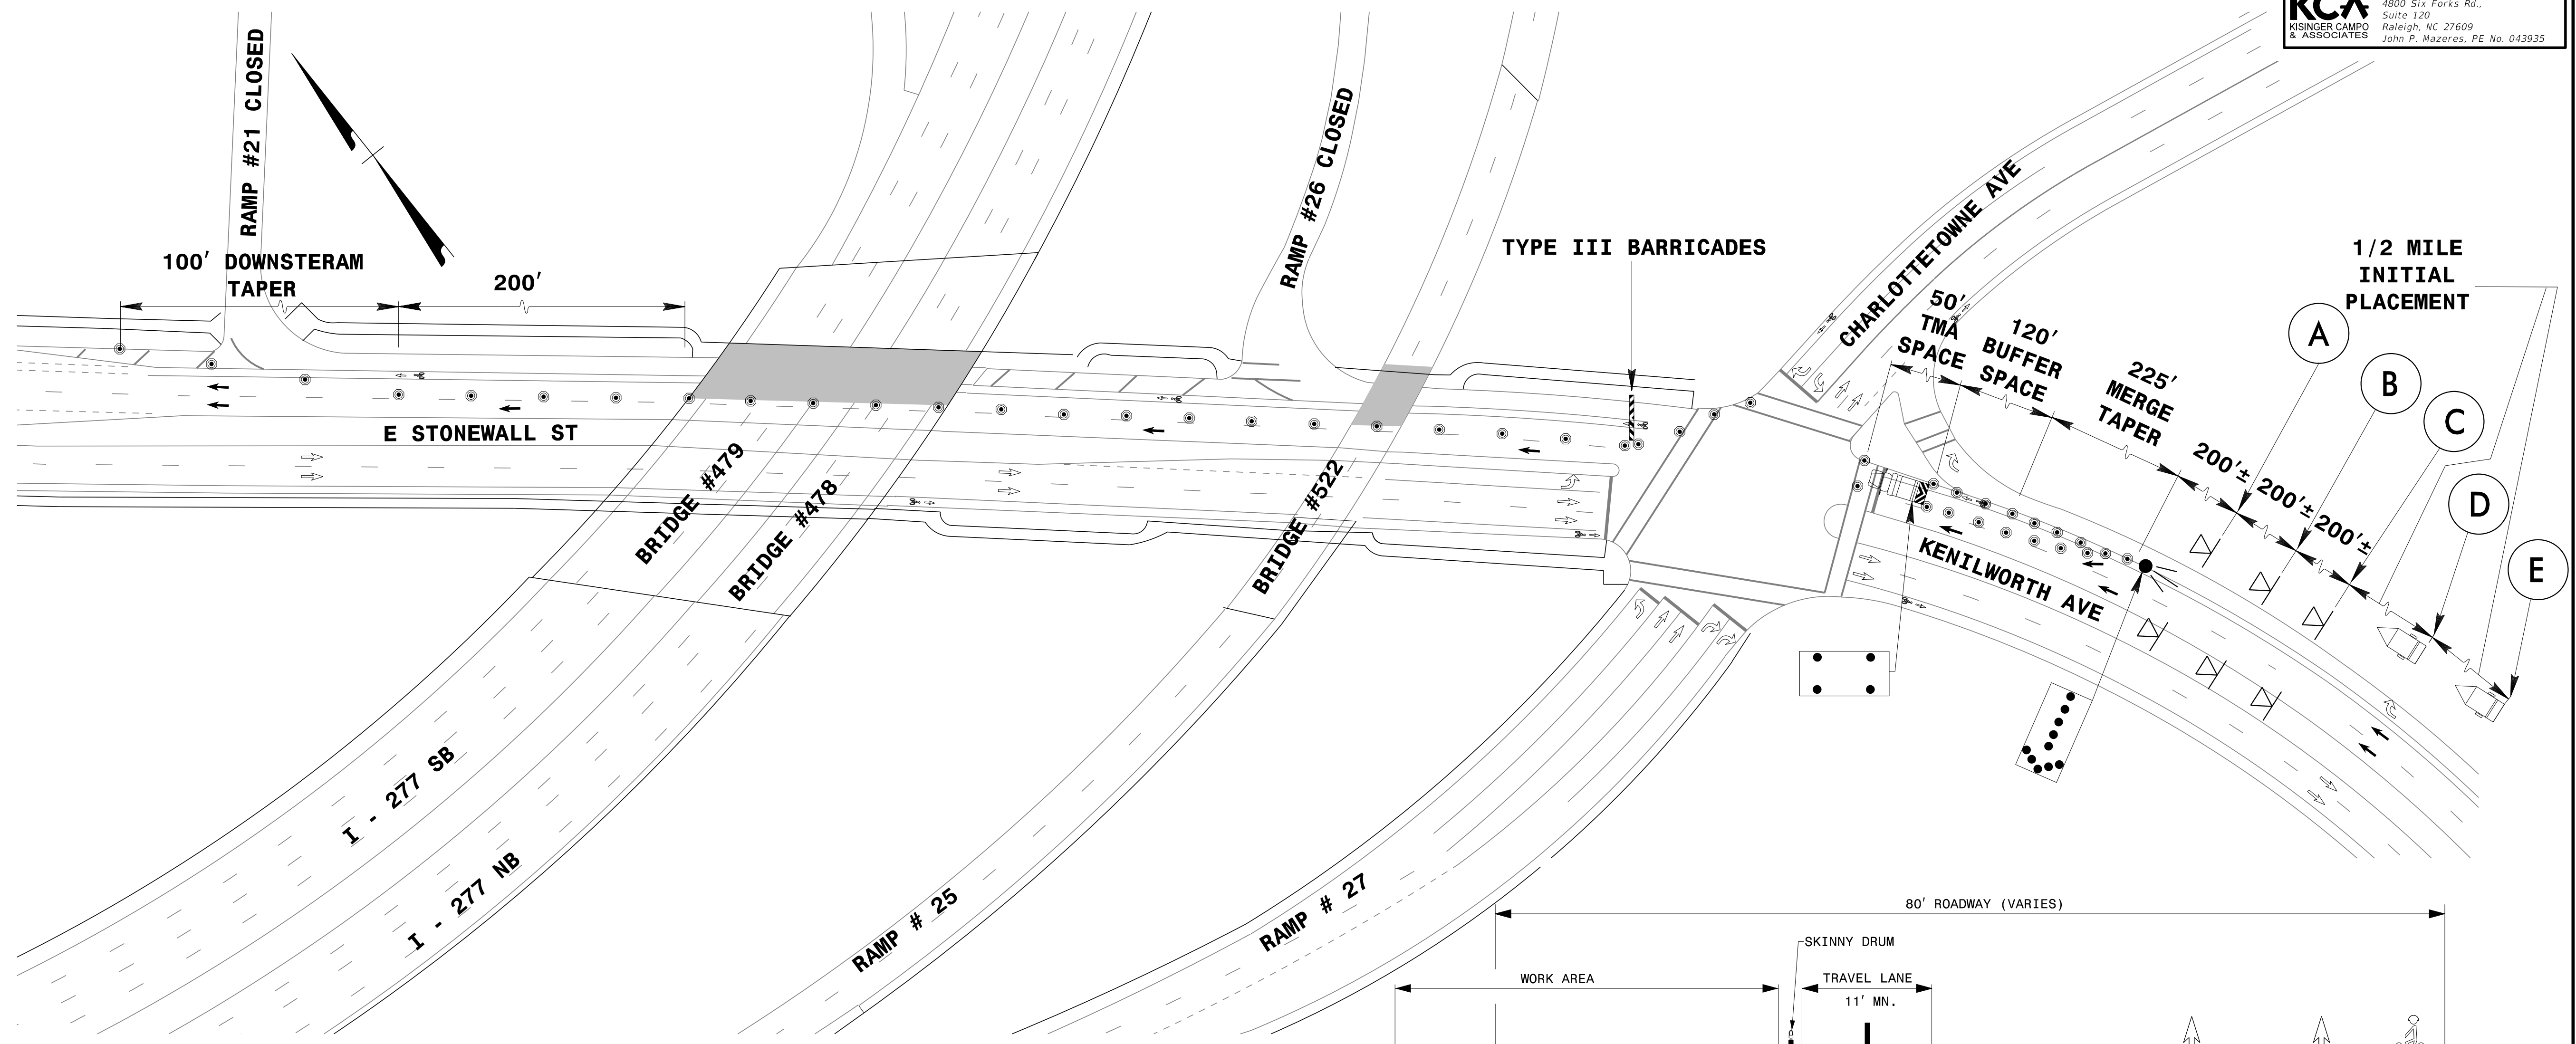 KCA
KISINGER CAMPO
& ASSOCIATES
4800 Six Forks Rd.,
Suite 120
Raleigh, NC 27609
John P. Mazeres, PE No. 043935
RAMP #21 CLOSED
100' DOWNSTERAM
TAPER
200'
RAMP #26 CLOSED
TYPE III BARRICADES
CHARLOTTETOWNE AVE
50'
TMA
SPACE
120'
BUFFER
SPACE
225'
MERGE
TAPER
200'±
200'±
200'±
1/2 MILE
INITIAL
PLACEMENT
A
B
C
D
E
E STONEWALL ST
BRIDGE #479
BRIDGE #478
BRIDGE #522
KENILWORTH AVE
I - 277 SB
I - 277 NB
RAMP # 25
RAMP # 27
80' ROADWAY (VARIES)
SKINNY DRUM
WORK AREA
TRAVEL LANE
11' MN.